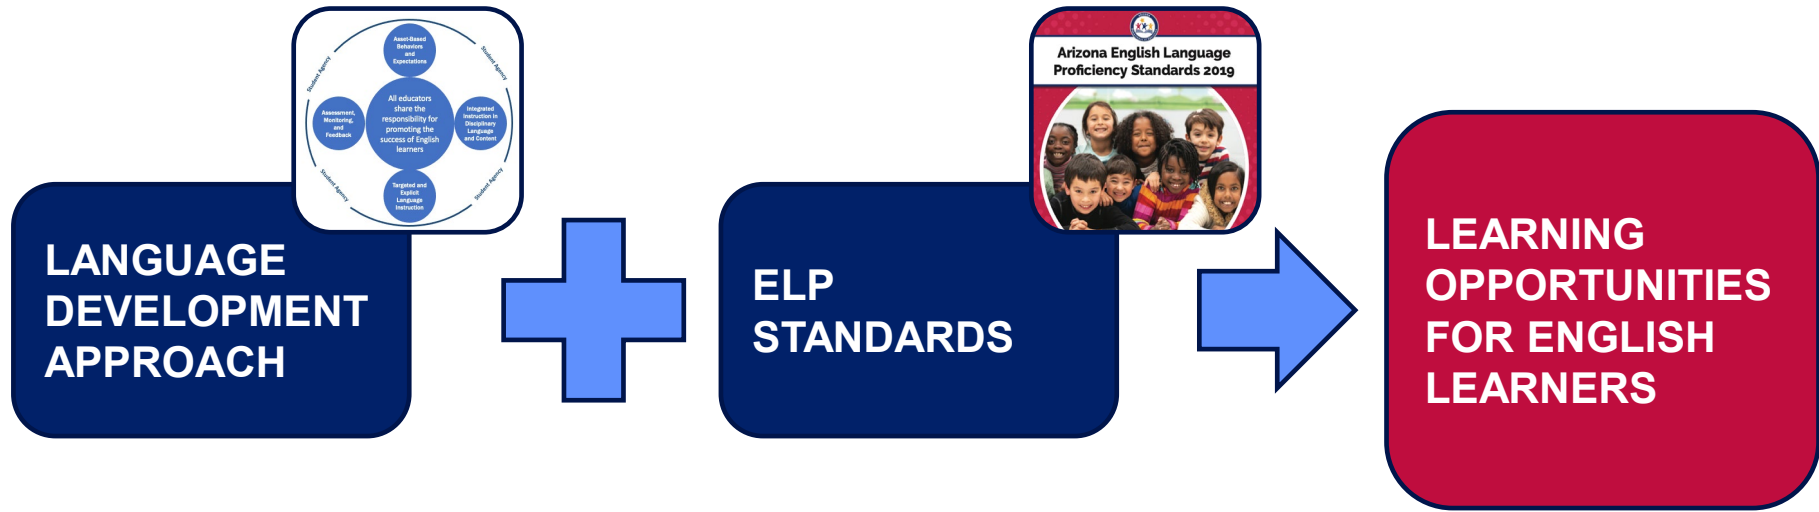 Asset-Based
Behaviors
and
Expectations
Student Agency
Student Agency
Assessment,
Monitoring,
and
Feedback
All educators
share the
responsibility for
promoting the
success of English
learners
Integrated
Instruction in
Disciplinary
Language
and Content
Student Agency
Student Agency
Targeted and
Explicit
Language
Instruction
LANGUAGE
DEVELOPMENT
APPROACH
Arizona English Language
Proficiency Standards 2019
ELP
STANDARDS
LEARNING
OPPORTUNITIES
FOR ENGLISH
LEARNERS